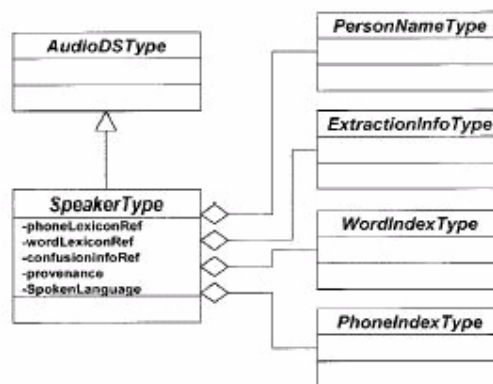 AudioDSType
PersonNameType
ExtractionInfoType
SpeakerType
-phoneLexiconRef
-wordLexiconRef
-confusioninfoRef
-provenance
-SpokenLanguage
WordIndexType
PhoneIndexType